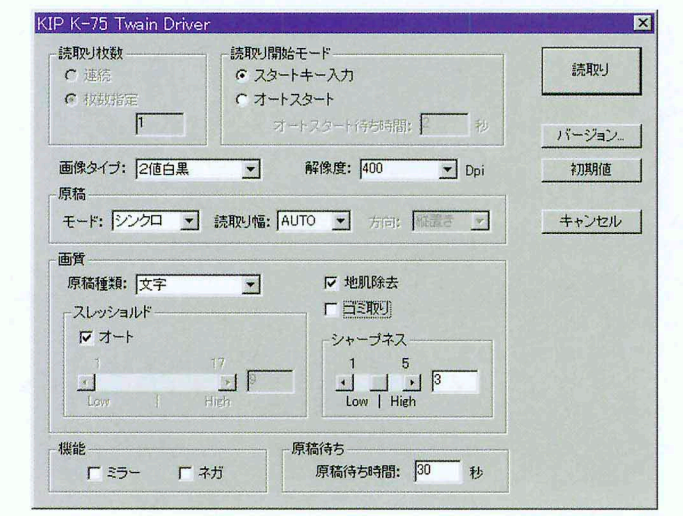 KIP K-75 Twain Driver
読取り枚数
連続
枚数指定
1
読取り開始モード
スタートキー入力
オートスタート
オートスタート待ち時間: 2 秒
読取り
バージョン...
初期値
キャンセル
画像タイプ: 2値白黒
解像度: 400 Dpi
原稿
モード: シンクロ
読取り幅: AUTO
方向: 縦置き
画質
原稿種類: 文字
地肌除去
ゴミ取り
スレッショルド
オート
1 17
9
Low | High
シャープネス
1 5
3
Low | High
機能
ミラー
ネガ
原稿待ち
原稿待ち時間: 30 秒